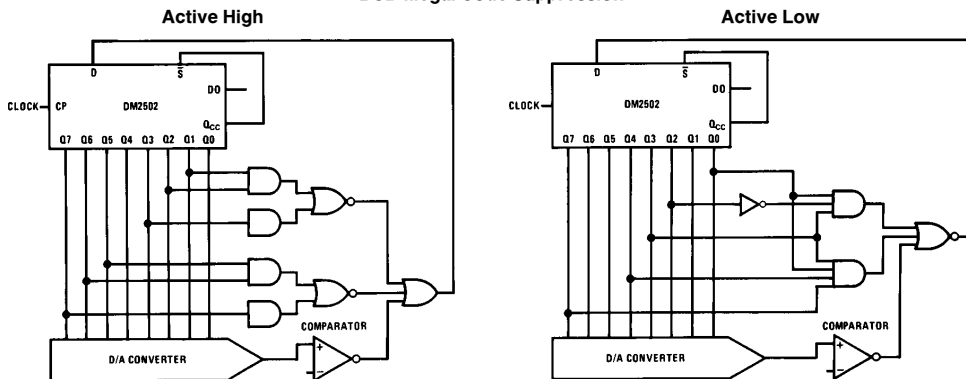 Active High
Active Low
D
S
DO
CLOCK
CP
DM2502
QCC
Q7 Q6 Q5 Q4 Q3 Q2 Q1 Q0
COMPARATOR
+
−
D/A CONVERTER
D
S
DO
CLOCK
DM2502
QCC
Q7 Q6 Q5 Q4 Q3 Q2 Q1 Q0
COMPARATOR
+
−
D/A CONVERTER